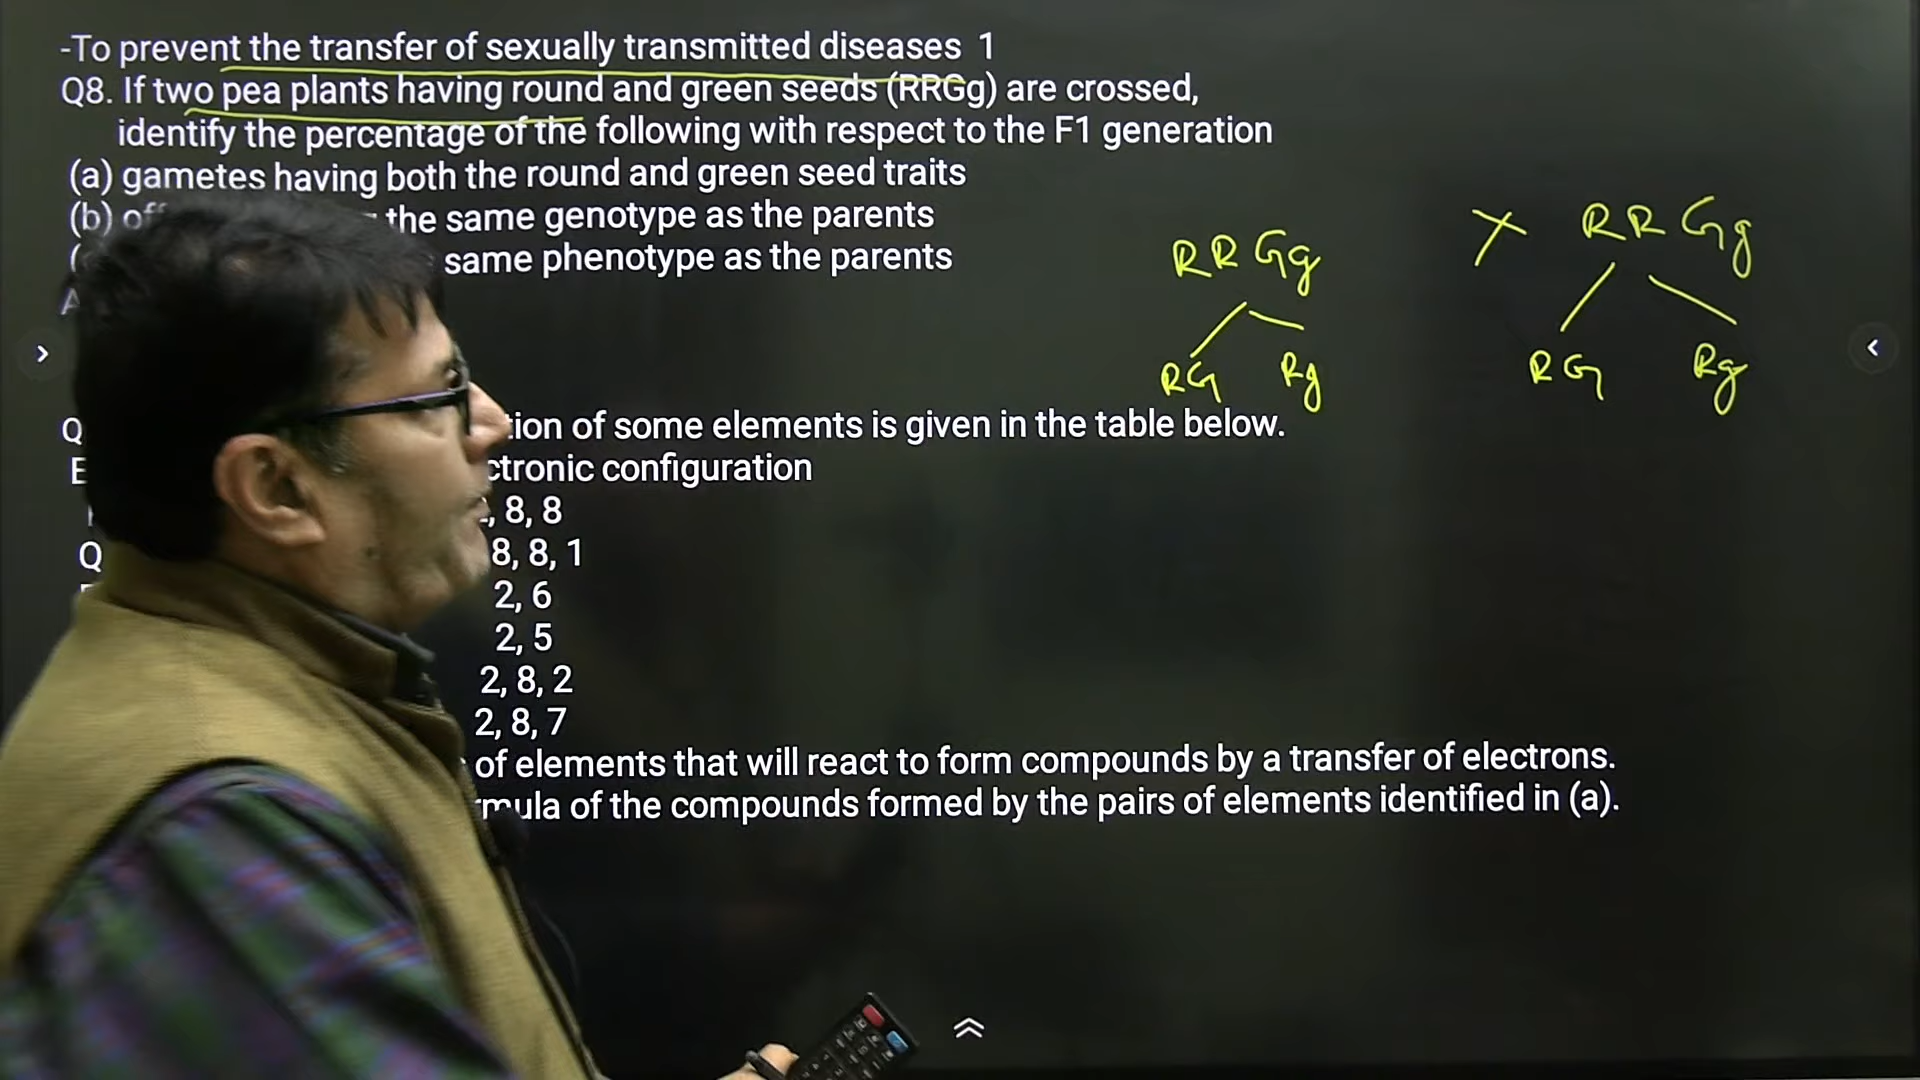 -To prevent the transfer of sexually transmitted diseases 1
Q8. If two pea plants having round and green seeds (RRGg) are crossed,
identify the percentage of the following with respect to the F1 generation
(a) gametes having both the round and green seed traits
(b) the same genotype as the parents
same phenotype as the parents
A
RRGg X RRGg
RG Rg RG Rg
of some elements is given in the table below.
E configuration
8, 8
Q 8, 8, 1
2, 6
2, 5
2, 8, 2
2, 8, 7
of elements that will react to form compounds by a transfer of electrons.
of the compounds formed by the pairs of elements identified in (a).